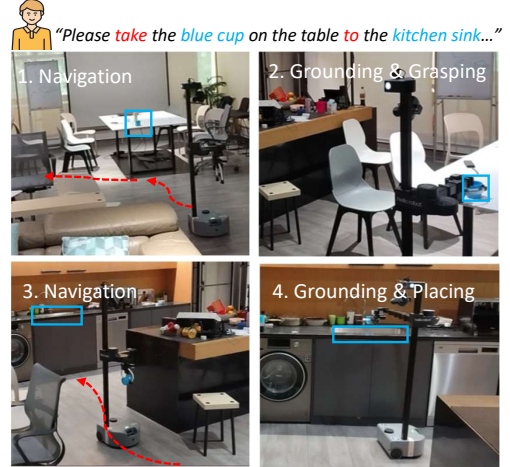 “Please take the blue cup on the table to the kitchen sink...”
1. Navigation
2. Grounding & Grasping
3. Navigation
4. Grounding & Placing